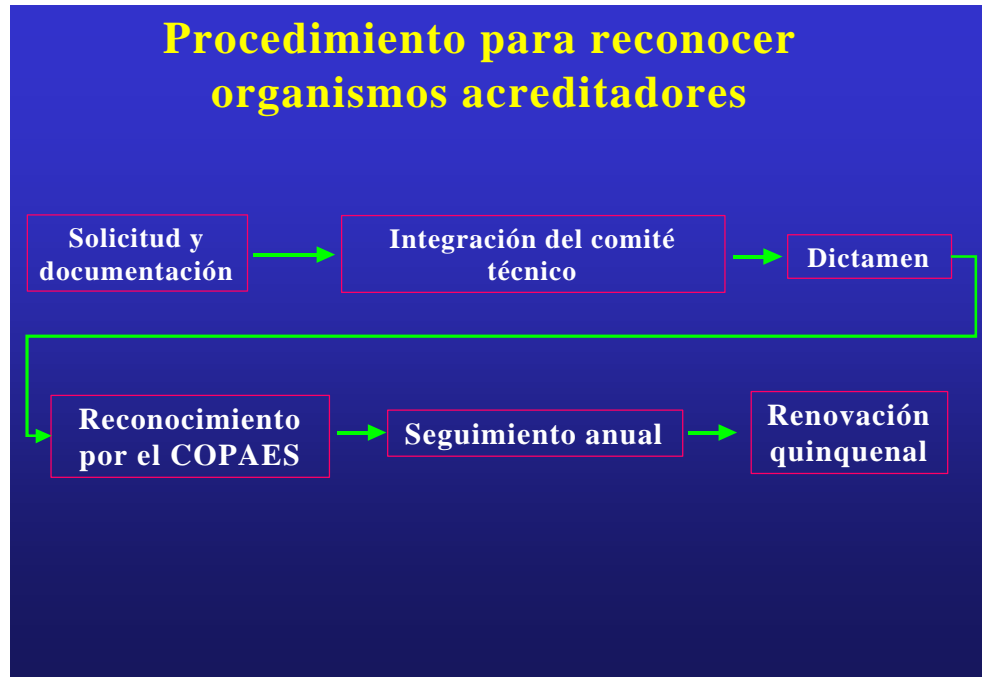 Procedimiento para reconocer
organismos acreditadores
Solicitud y
documentación
Integración del comité
técnico
Dictamen
Reconocimiento
por el COPAES
Seguimiento anual
Renovación
quinquenal